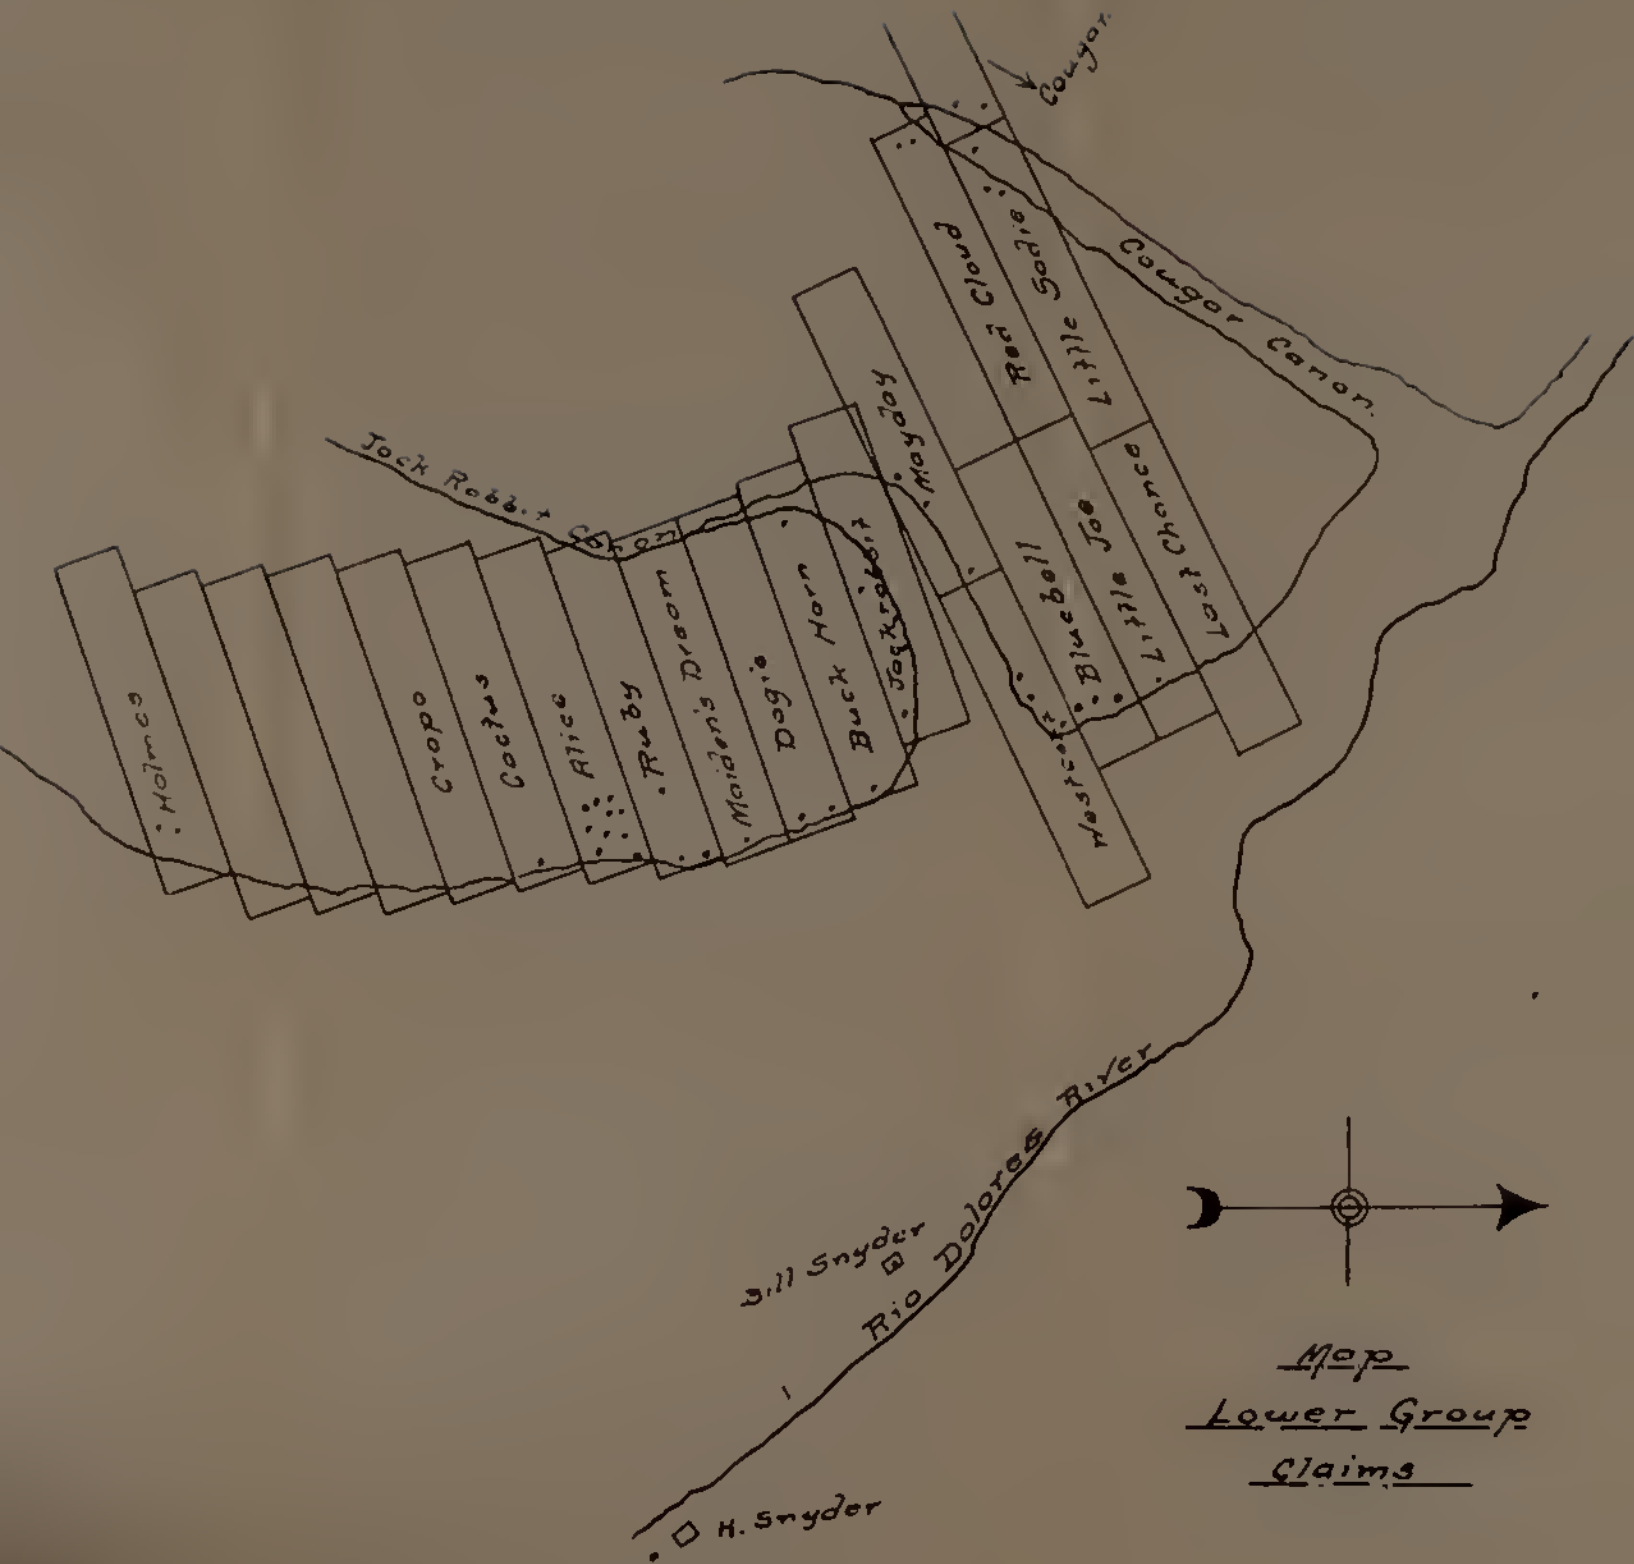 Cougar.
Cougar Canon.
Red Cloud
Little Sadie
Mayday
Bluebell
Little Joe
Last Chance
Jack Rabbit Canon
Holmes
Crapo
Cactus
Alice
Ruby
Maiden's Dream
Dogie
Buck Horn
Jackrabbit
Rio Dolores River
Bill Snyder
H. Snyder
Map
Lower Group
Claims